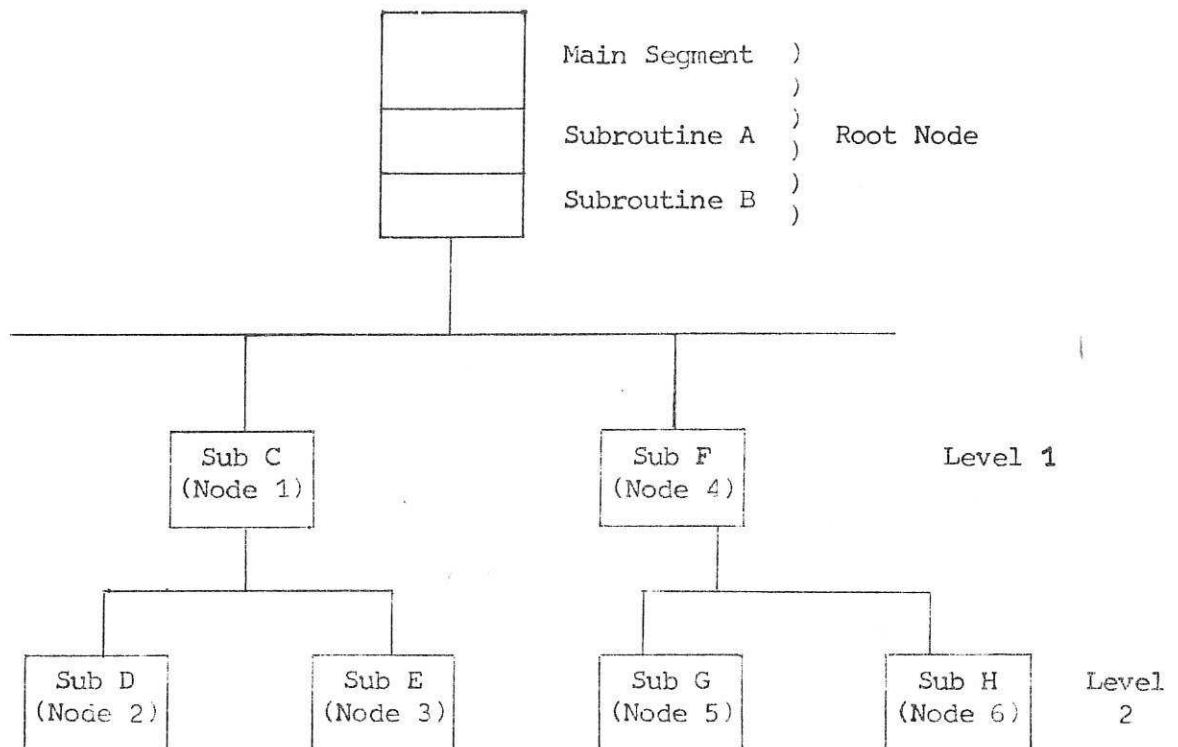 Main Segment )
)
Subroutine A ) Root Node
)
Subroutine B )
)
Sub C
(Node 1)
Sub F
(Node 4)
Level 1
Sub D
(Node 2)
Sub E
(Node 3)
Sub G
(Node 5)
Sub H
(Node 6)
Level
2